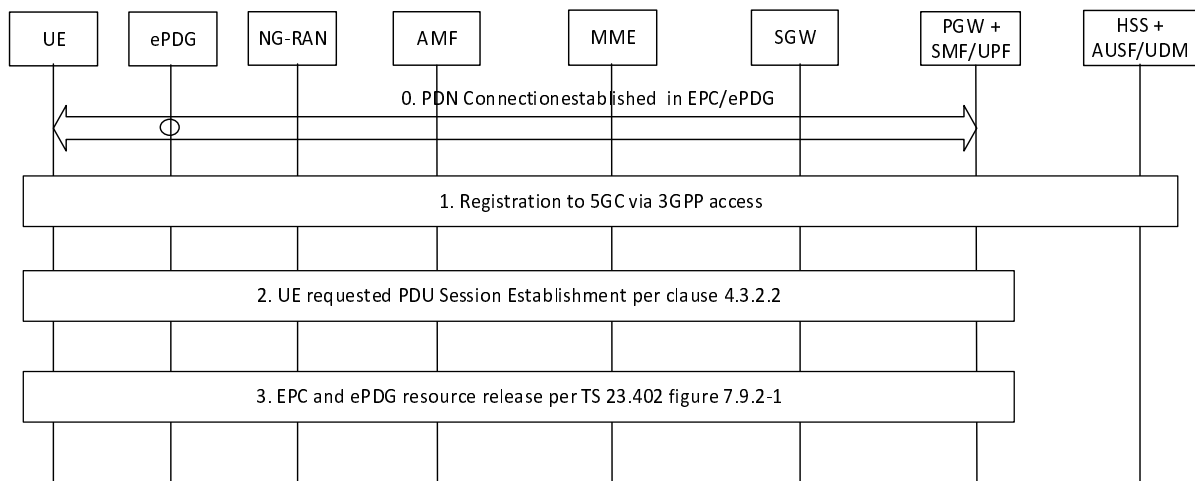 UE
ePDG
NG-RAN
AMF
MME
SGW
PGW +
SMF/UPF
HSS +
AUSF/UDM
0. PDN Connectionestablished in EPC/ePDG
1. Registration to 5GC via 3GPP access
2. UE requested PDU Session Establishment per clause 4.3.2.2
3. EPC and ePDG resource release per TS 23.402 figure 7.9.2-1